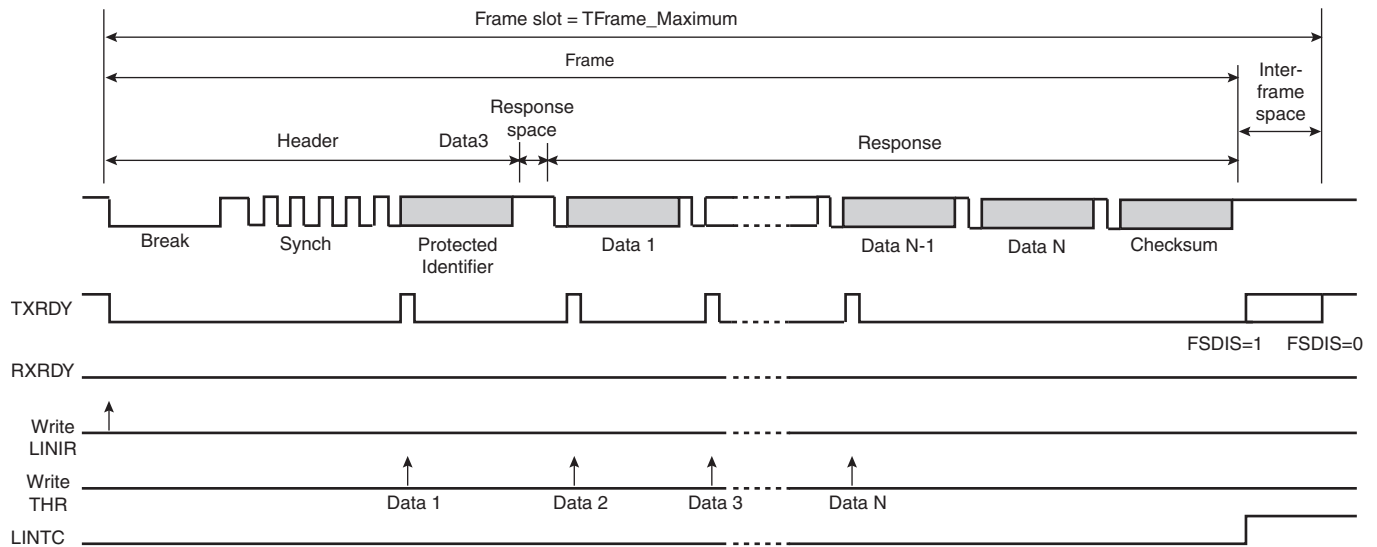 Frame slot = TFrame_Maximum
Frame
Inter-
frame
space
Response
space
Header
Data3
Response
Break
Synch
Protected
Identifier
Data 1
Data N-1
Data N
Checksum
TXRDY
FSDIS=1
FSDIS=0
RXRDY
Write
LINIR
Write
THR
Data 1
Data 2
Data 3
Data N
LINTC